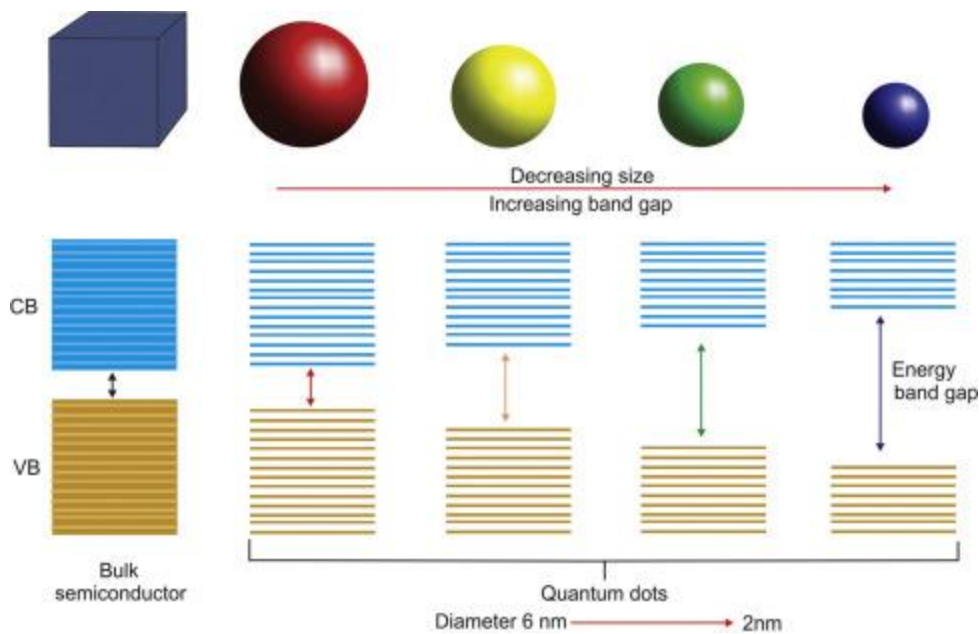 Decreasing size
Increasing band gap
CB
Energy
band gap
VB
Bulk
semiconductor
Quantum dots
Diameter 6 nm
2nm